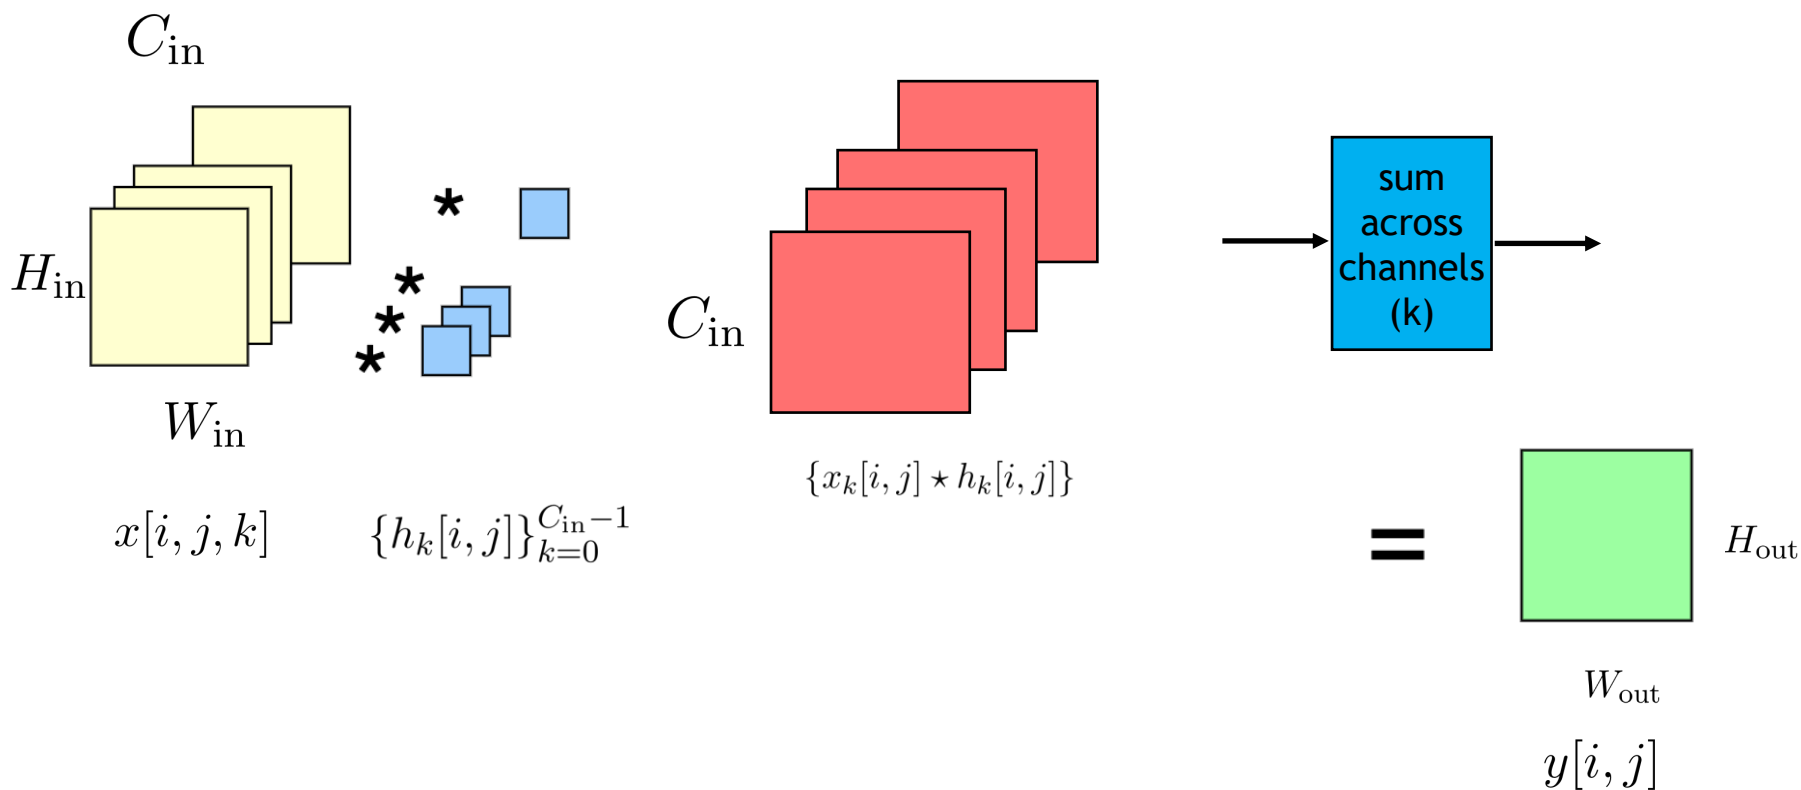 C_in
H_in
W_in
x[i, j, k]
* * * *
{h_k[i, j]}_{k=0}^{C_in−1}
C_in
{x_k[i, j] ⋆ h_k[i, j]}
sum
across
channels
(k)
=
H_out
W_out
y[i, j]